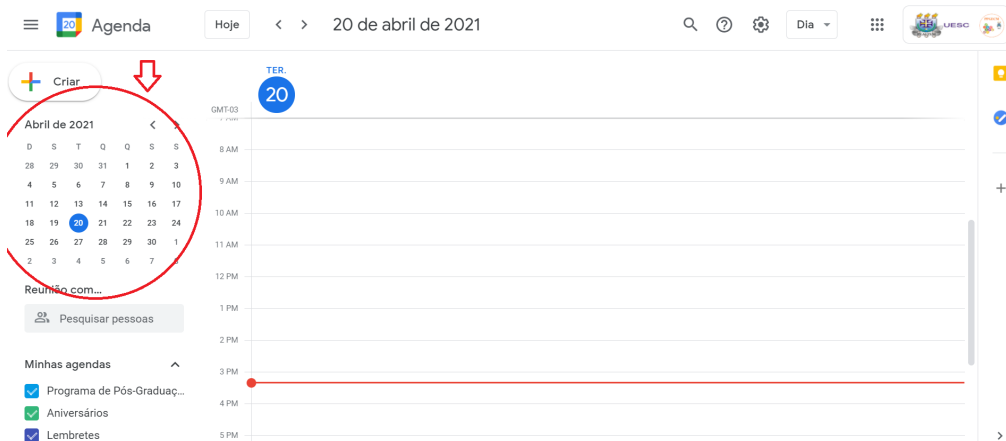 20 Agenda Hoje 20 de abril de 2021 Dia UESC
Criar
Abril de 2021
D S T Q Q S S
28 29 30 31 1 2 3
4 5 6 7 8 9 10
11 12 13 14 15 16 17
18 19 20 21 22 23 24
25 26 27 28 29 30 1
2 3 4 5 6 7
Reunião com...
Pesquisar pessoas
Minhas agendas
Programa de Pós-Graduaç...
Aniversários
Lembretes
TER.
20
GMT-03
8 AM
9 AM
10 AM
11 AM
12 PM
1 PM
2 PM
3 PM
4 PM
5 PM